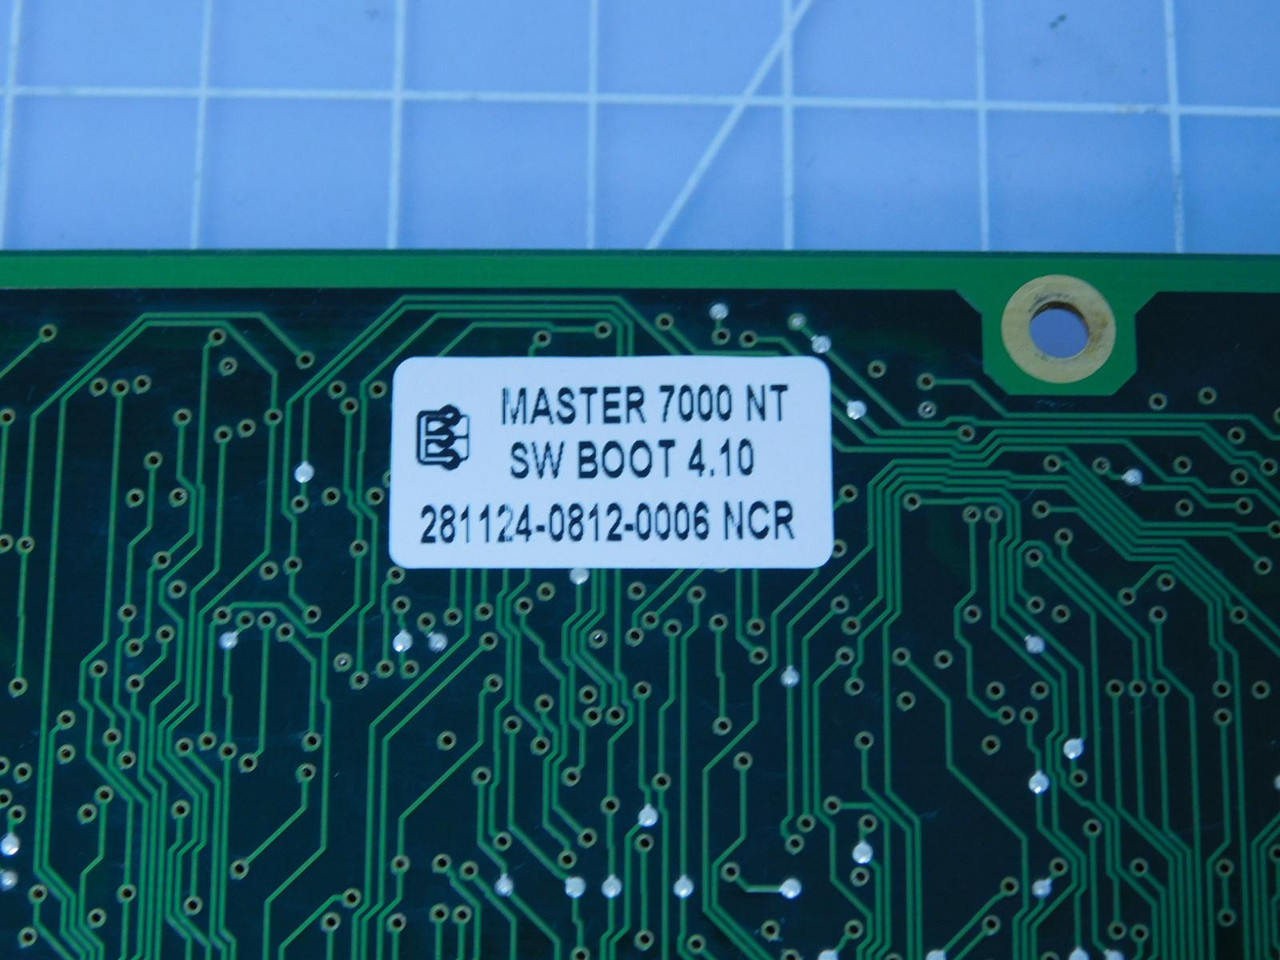 MASTER 7000 NT
SW BOOT 4.10
281124-0812-0006 NCR